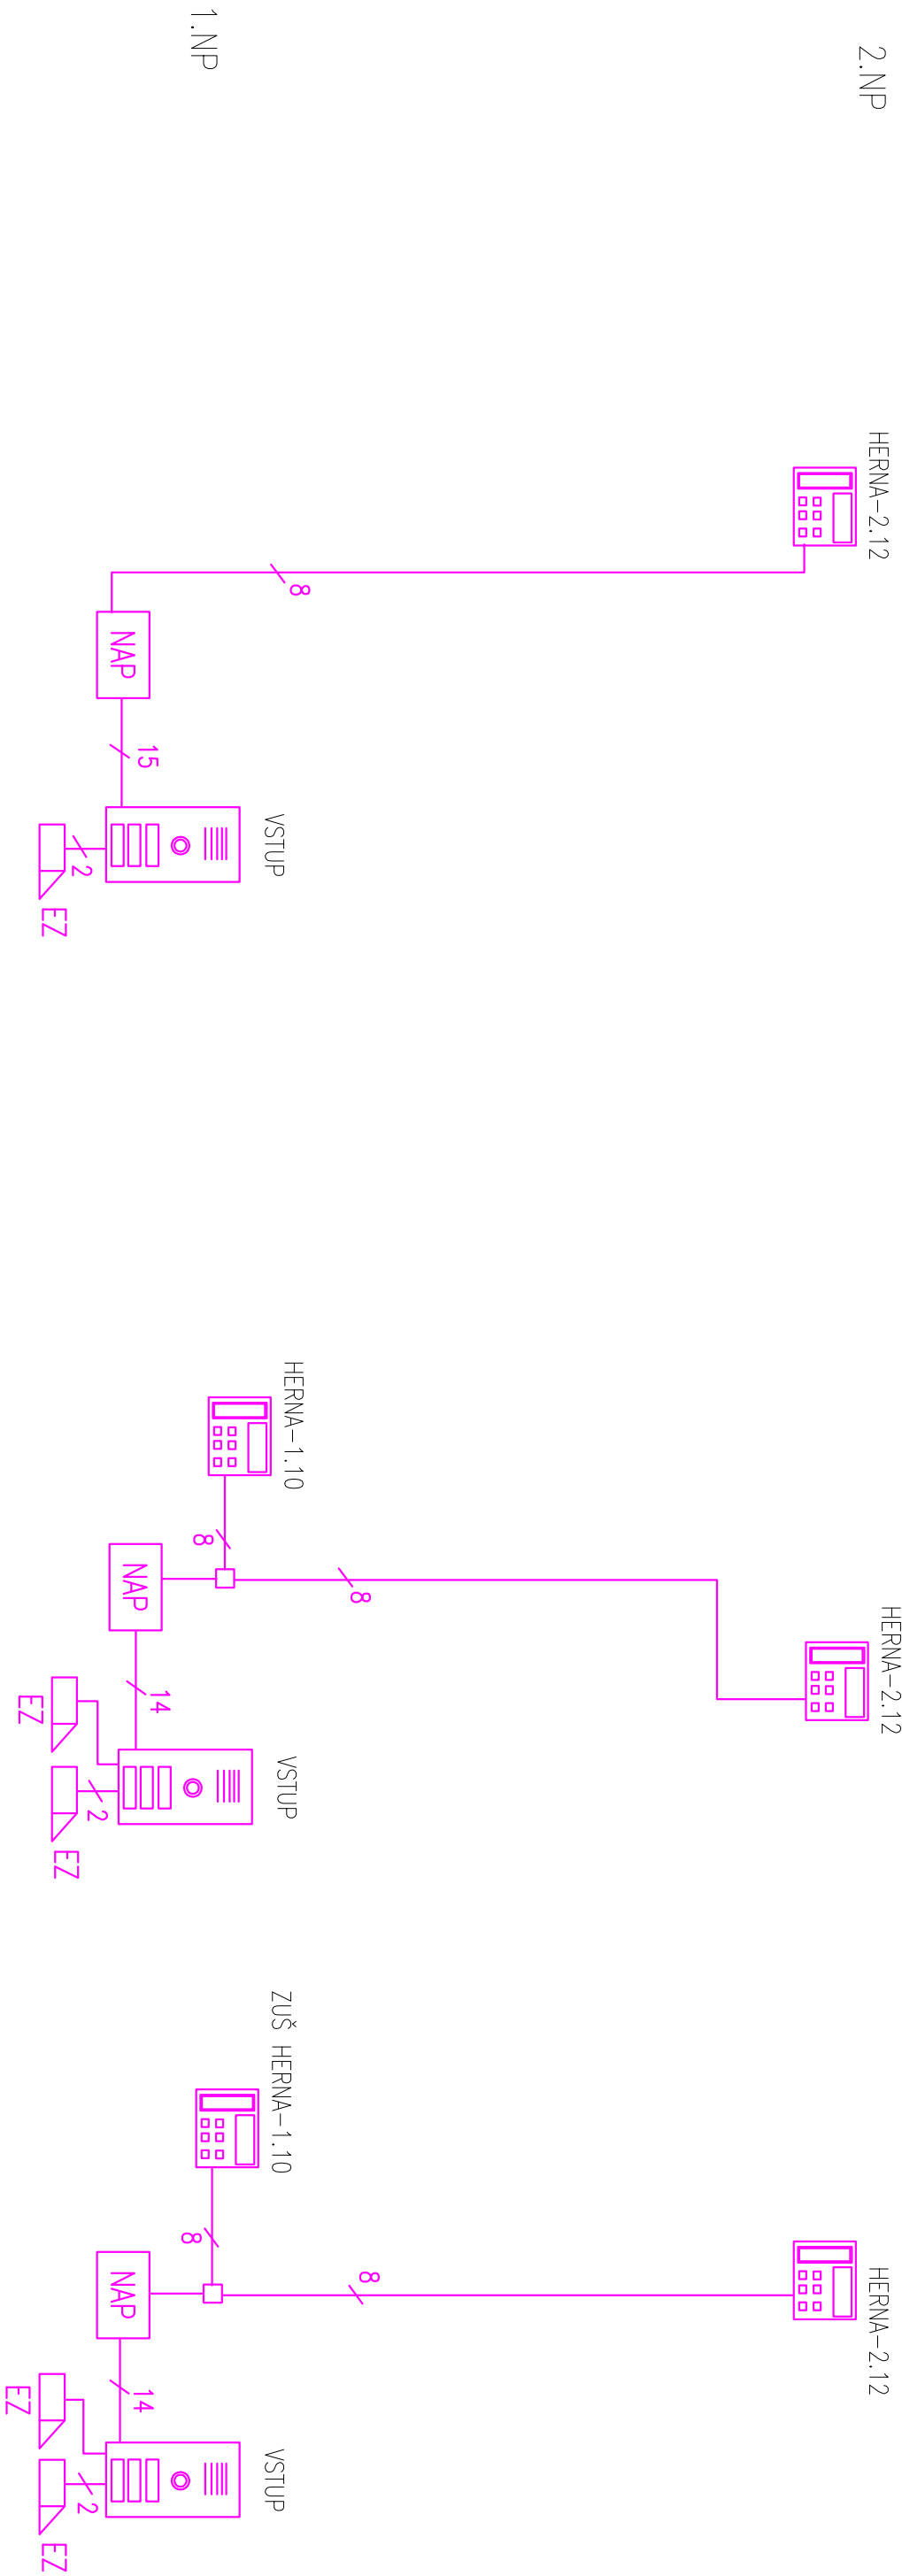 2.NP
1.NP
HERNA-2.12
8
NAP
15
VSTUP
2
EZ
HERNA-2.12
HERNA-1.10
8
8
NAP
14
VSTUP
EZ
2
EZ
HERNA-2.12
ZUŠ HERNA-1.10
8
8
NAP
14
VSTUP
EZ
2
EZ